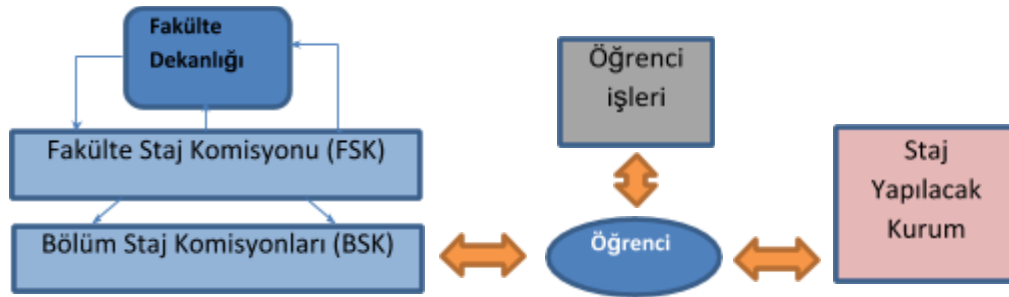 Fakülte
Dekanlığı
Fakülte Staj Komisyonu (FSK)
Bölüm Staj Komisyonları (BSK)
Öğrenci
işleri
Öğrenci
Staj
Yapılacak
Kurum